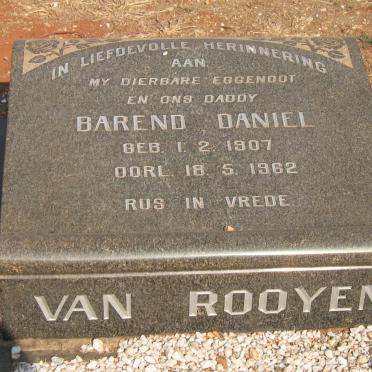 IN LIEFDEVOLLE HERINNERING
AAN
MY DIERBARE EGGENOOT
EN ONS DADDY
BAREND DANIEL
GEB. 1. 2. 1907
OORL. 18. 5. 1962
RUS IN VREDE.
VAN ROOYEN